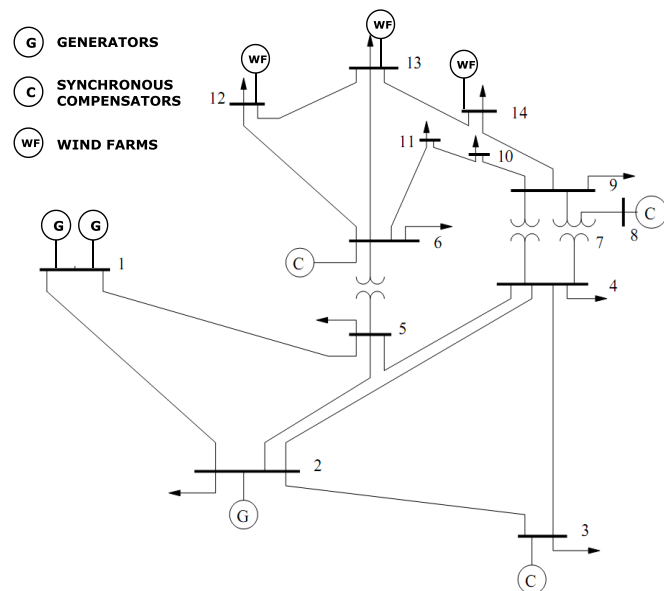 G GENERATORS
C SYNCHRONOUS
COMPENSATORS
WF WIND FARMS
WF
WF
WF
13
12
14
11
10
9
C
8
7
6
C
G
G
1
4
5
2
G
3
C